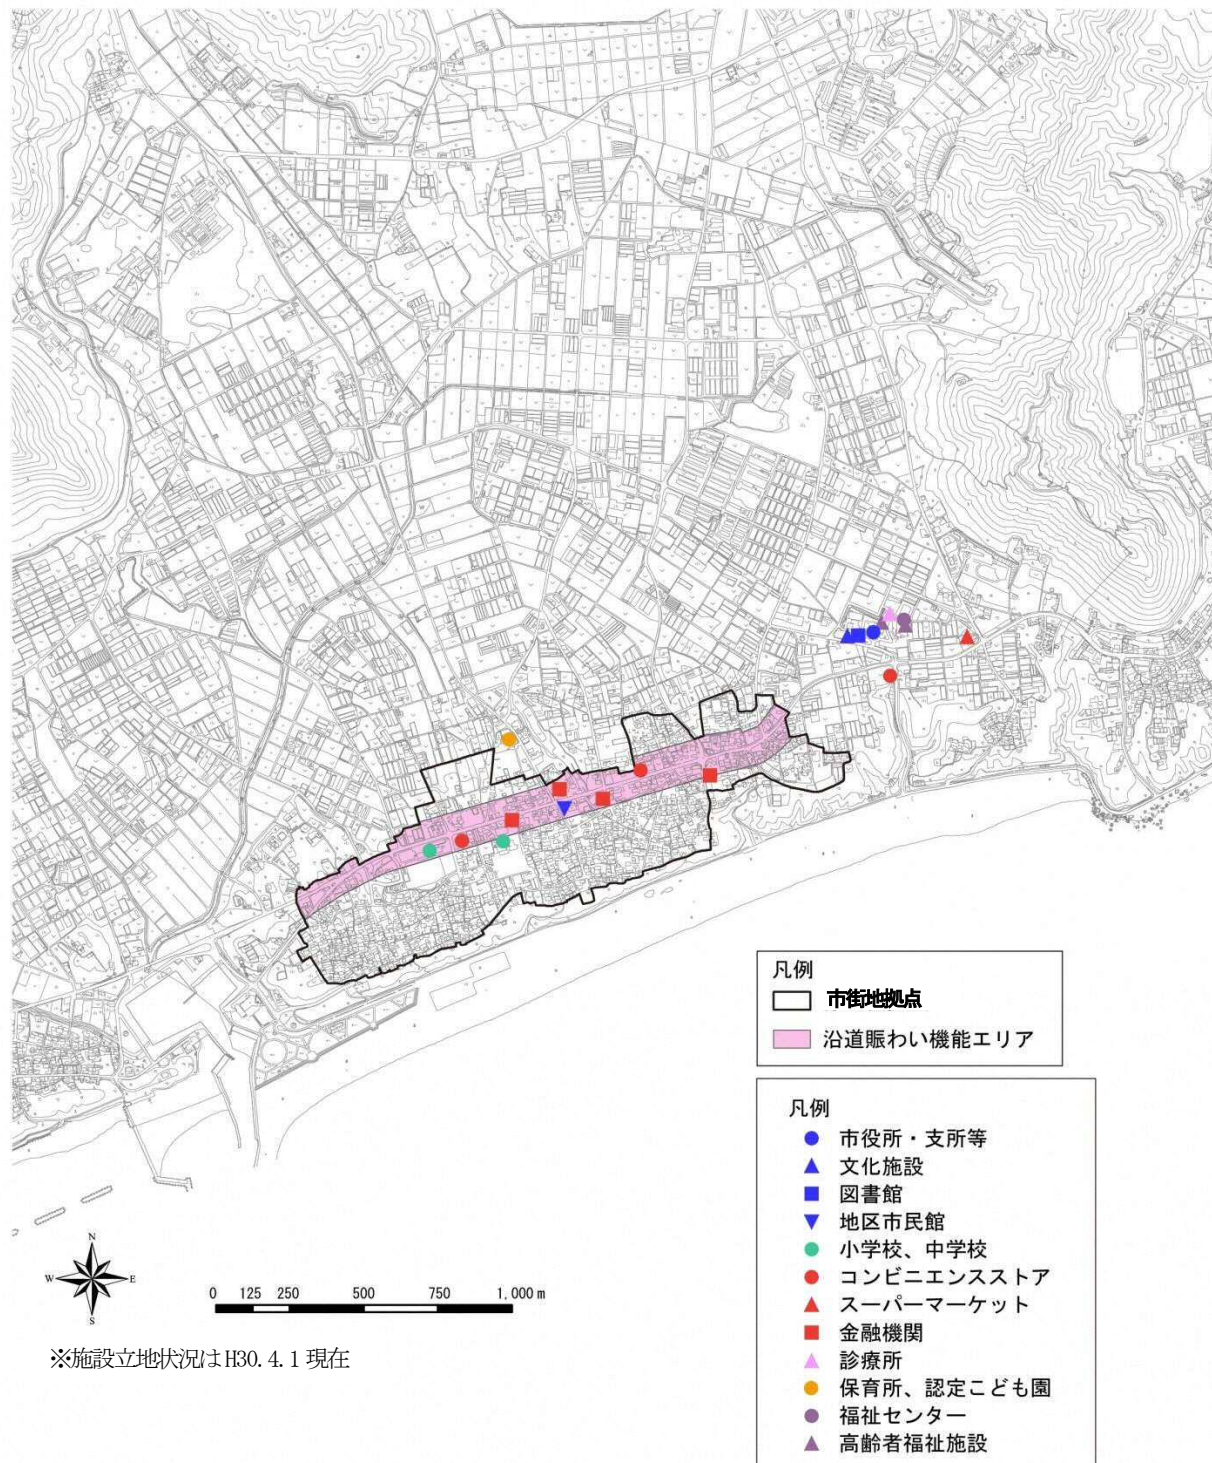 凡例
市街地拠点
沿道賑わい機能エリア
凡例
市役所・支所等
文化施設
図書館
地区市民館
小学校、中学校
コンビニエンスストア
スーパーマーケット
金融機関
診療所
保育所、認定こども園
福祉センター
高齢者福祉施設
N
W E
S
0 125 250 500 750 1,000 m
※施設立地状況はH30.4.1 現在